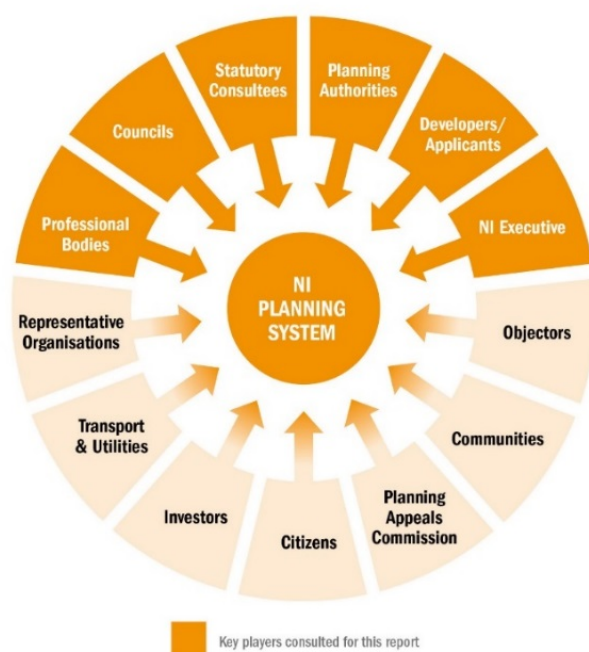 Statutory
Consultees
Planning
Authorities
Councils
Developers/
Applicants
Professional
Bodies
NI Executive
NI
PLANNING
SYSTEM
Representative
Organisations
Objectors
Transport
& Utilities
Communities
Investors
Citizens
Planning
Appeals
Commission
Key players consulted for this report